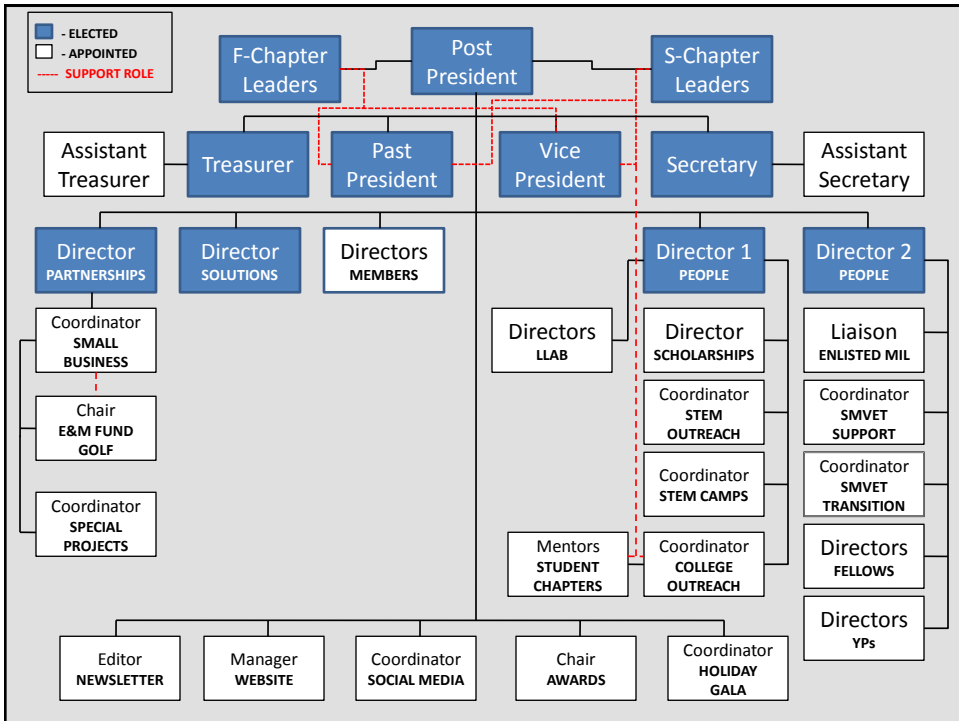 - ELECTED
- APPOINTED
----- SUPPORT ROLE
F-Chapter
Leaders
Post
President
S-Chapter
Leaders
Assistant
Treasurer
Treasurer
Past
President
Vice
President
Secretary
Assistant
Secretary
Director
PARTNERSHIPS
Director
SOLUTIONS
Directors
MEMBERS
Director 1
PEOPLE
Director 2
PEOPLE
Coordinator
SMALL
BUSINESS
Chair
E&M FUND
GOLF
Coordinator
SPECIAL
PROJECTS
Directors
LLAB
Director
SCHOLARSHIPS
Coordinator
STEM
OUTREACH
Coordinator
STEM CAMPS
Mentors
STUDENT
CHAPTERS
Coordinator
COLLEGE
OUTREACH
Liaison
ENLISTED MIL
Coordinator
SMVET
SUPPORT
Coordinator
SMVET
TRANSITION
Directors
FELLOWS
Directors
YPs
Editor
NEWSLETTER
Manager
WEBSITE
Coordinator
SOCIAL MEDIA
Chair
AWARDS
Coordinator
HOLIDAY
GALA